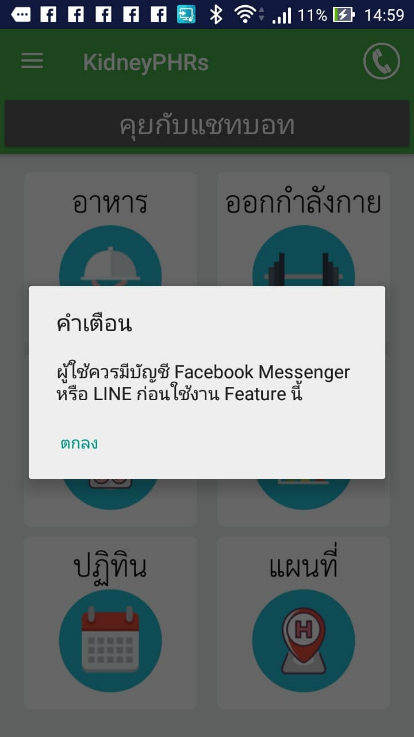 11% 14:59
KidneyPHRs
คุยกับแชทบอท
อาหาร ออกกำลังกาย
คำเตือน
ผู้ใช้ควรมีบัญชี Facebook Messenger
หรือ LINE ก่อนใช้งาน Feature นี้
ตกลง
ปฏิทิน แผนที่
H